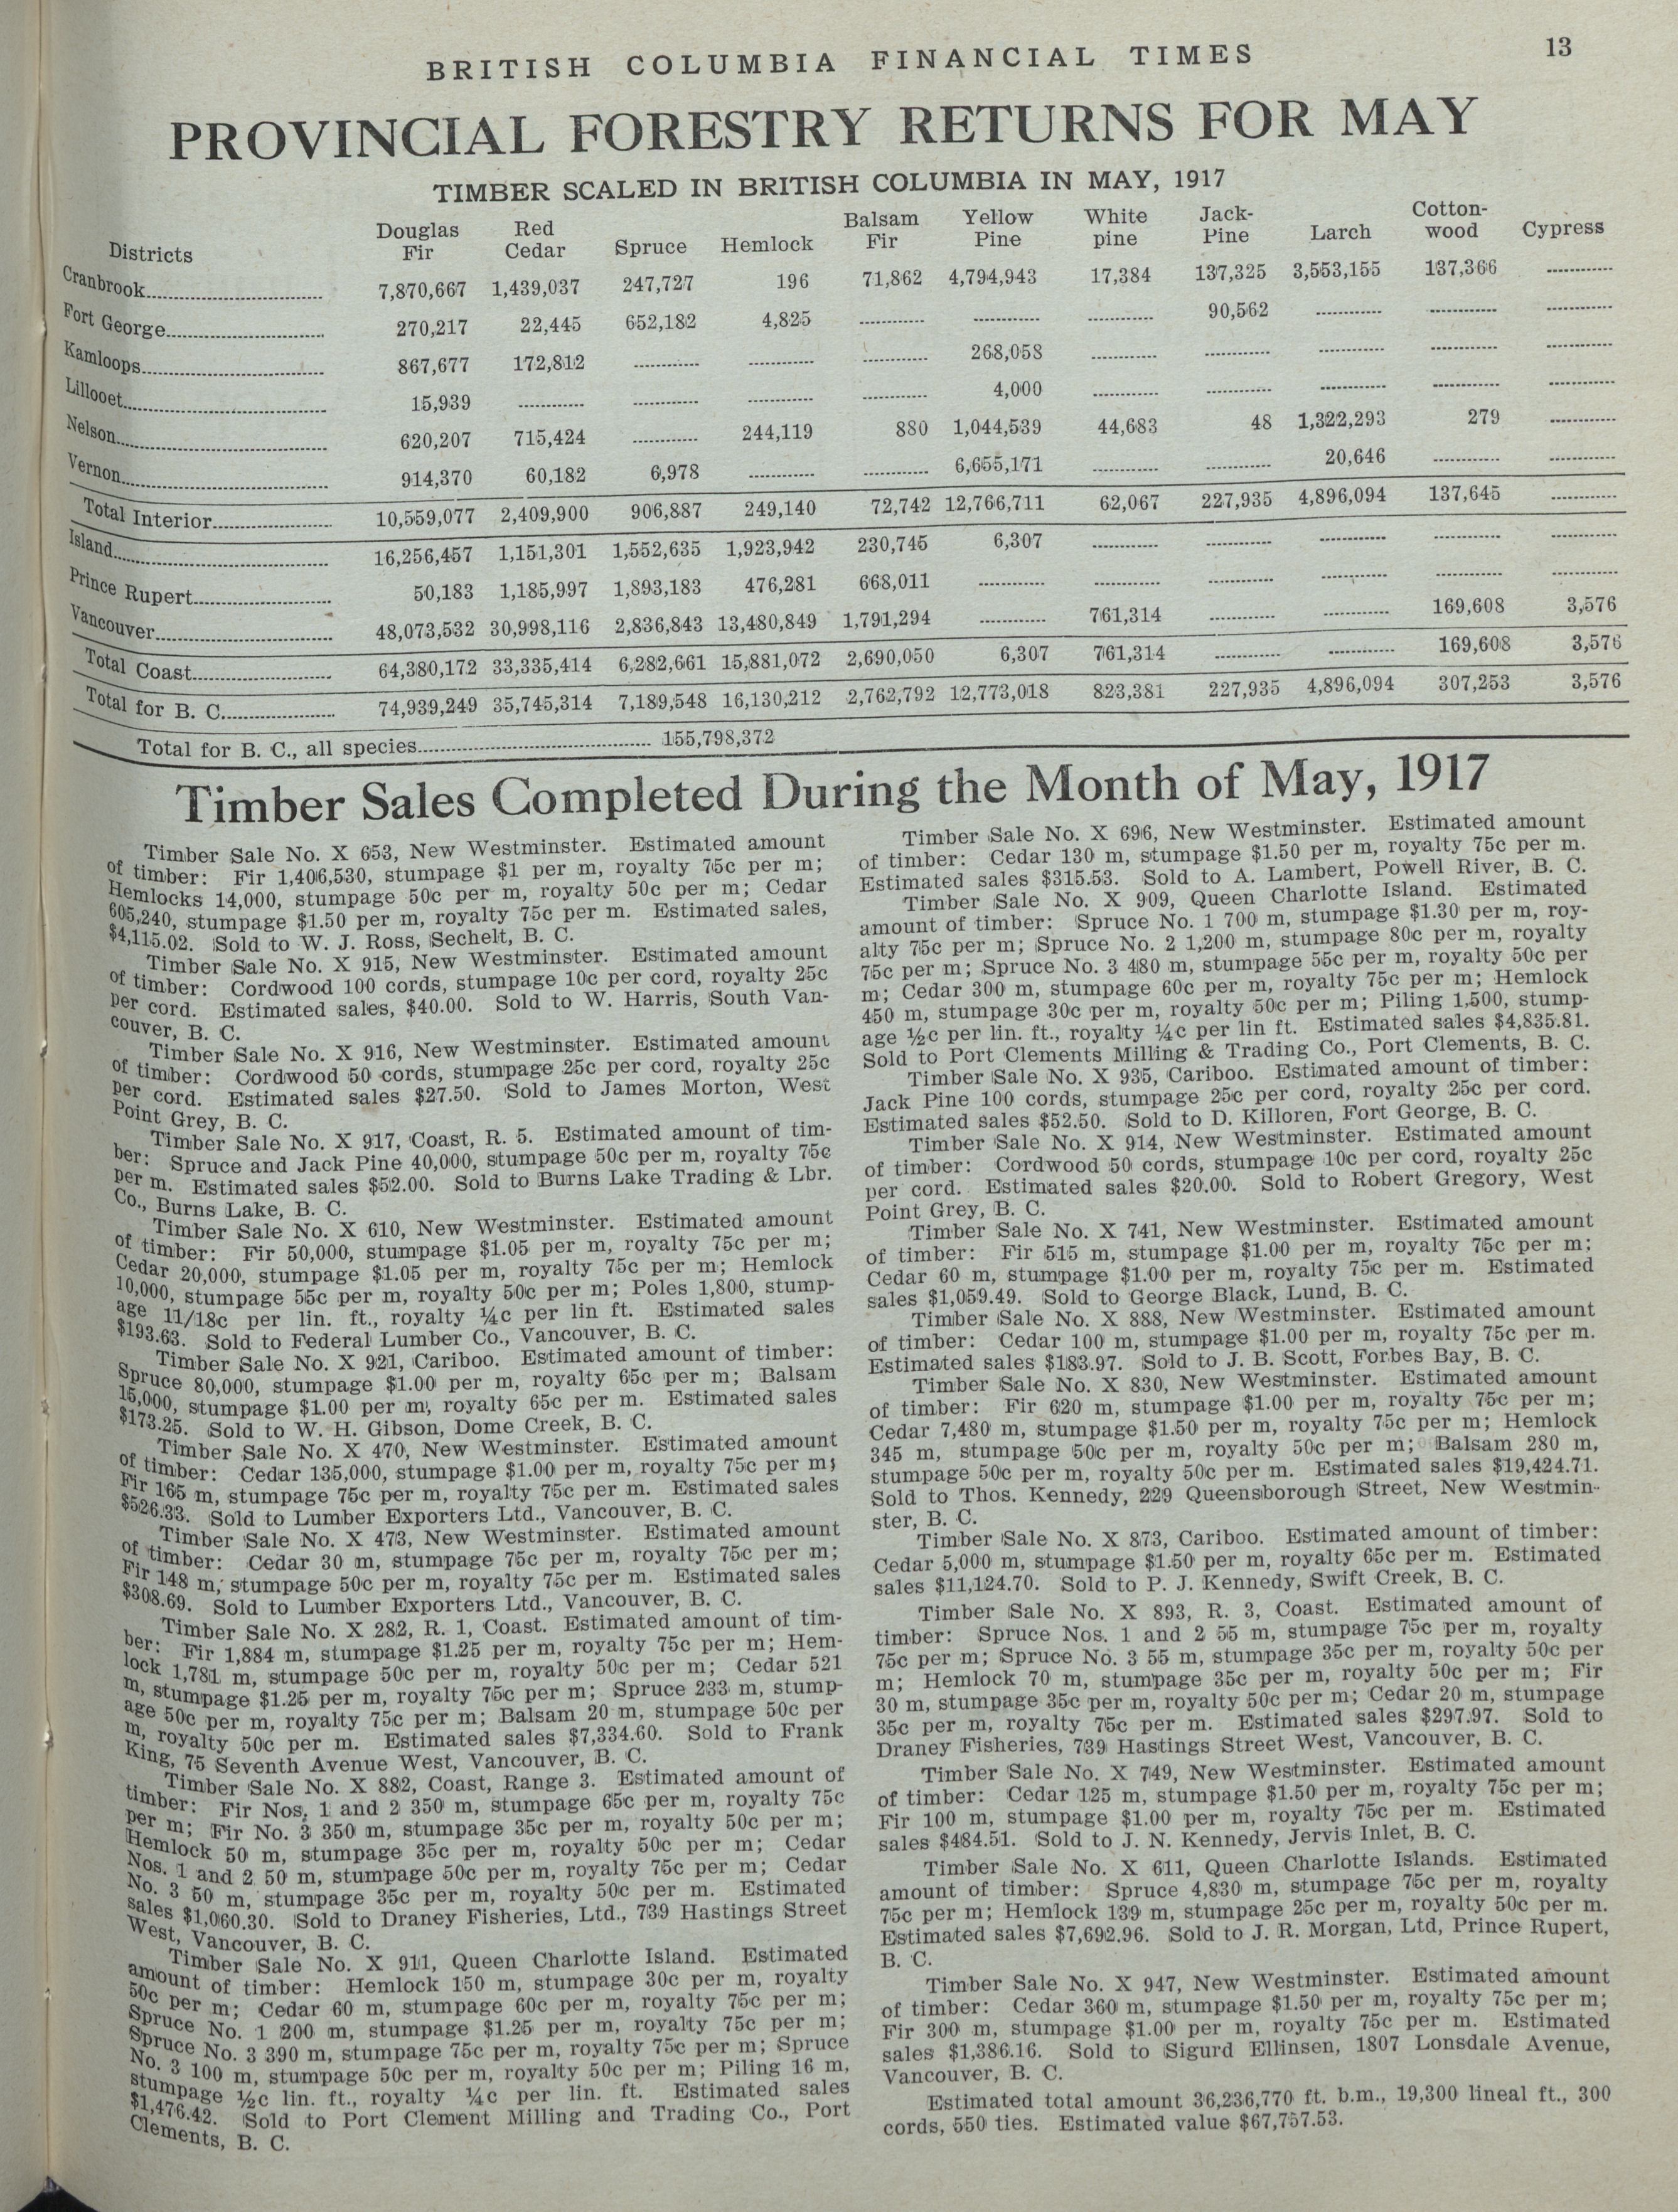 BRITISH COLUMBIA FINANCIAL TIMES 13
PROVINCIAL FORESTRY RETURNS FOR MAY
TIMBER SCALED IN BRITISH COLUMBIA IN MAY, 1917
Districts Douglas Fir Red Cedar Spruce Hemlock Balsam Fir Yellow Pine White pine Jack-Pine Larch Cotton-wood Cypress
Cranbrook 7,870,667 1,439,037 247,727 196 71,862 4,794,943 17,384 137,325 3,553,155 137,366 ............
Fort George 270,217 22,445 652,182 4,825 ............ ............ ............ 90,562 ............ ............ ............
Kamloops 867,677 172,812 ............ ............ ............ 268,058 ............ ............ ............ ............ ............
Lillooet 15,939 ............ ............ ............ ............ 4,000 ............ ............ ............ ............ ............
Nelson 620,207 715,424 ............ 244,119 880 1,044,539 44,683 48 1,322,293 279 ............
Vernon 914,370 60,182 6,978 ............ ............ 6,655,171 ............ ............ 20,646 ............ ............
Total Interior 10,559,077 2,409,900 906,887 249,140 72,742 12,766,711 62,067 227,935 4,896,094 137,645 ............
Island 16,256,457 1,151,301 1,552,635 1,923,942 230,745 6,307 ............ ............ ............ ............ ............
Prince Rupert 50,183 1,185,997 1,893,183 476,281 668,011 ............ ............ ............ ............ ............ ............
Vancouver 48,073,532 30,998,116 2,836,843 13,480,849 1,791,294 ............ 761,314 ............ ............ 169,608 3,576
Total Coast 64,380,172 33,335,414 6,282,661 15,881,072 2,690,050 6,307 761,314 ............ ............ 169,608 3,576
Total for B. C. 74,939,249 35,745,314 7,189,548 16,130,212 2,762,792 12,773,018 823,381 227,935 4,896,094 307,253 3,576
Total for B. C., all species 155,798,372
Timber Sales Completed During the Month of May, 1917
Timber Sale No. X 653, New Westminster. Estimated amount
of timber: Fir 1,406,530, stumpage $1 per m, royalty 75c per m;
Hemlocks 14,000, stumpage 50c per m, royalty 50c per m; Cedar
605,240, stumpage $1.50 per m, royalty 75c per m. Estimated sales,
$4,115.02. Sold to W. J. Ross, Sechelt, B. C.
Timber Sale No. X 915, New Westminster. Estimated amount
of timber: Cordwood 100 cords, stumpage 10c per cord, royalty 25c
per cord. Estimated sales, $40.00. Sold to W. Harris, South Van-
couver, B. C.
Timber Sale No. X 916, New Westminster. Estimated amount
of timber: Cordwood 50 cords, stumpage 25c per cord, royalty 25c
per cord. Estimated sales $27.50. Sold to James Morton, West
Point Grey, B. C.
Timber Sale No. X 917, Coast, R. 5. Estimated amount of tim-
ber: Spruce and Jack Pine 40,000, stumpage 50c per m, royalty 75c
per m. Estimated sales $52.00. Sold to Burns Lake Trading & Lbr.
Co., Burns Lake, B. C.
Timber Sale No. X 610, New Westminster. Estimated amount
of timber: Fir 50,000, stumpage $1.05 per m, royalty 75c per m;
Cedar 20,000, stumpage $1.05 per m, royalty 75c per m; Hemlock
10,000, stumpage 55c per m, royalty 50c per m; Poles 1,800, stump-
age 11/18c per lin. ft., royalty ¼c per lin ft. Estimated sales
$193.63. Sold to Federal Lumber Co., Vancouver, B. C.
Timber Sale No. X 921, Cariboo. Estimated amount of timber:
Spruce 80,000, stumpage $1.00 per m, royalty 65c per m; Balsam
15,000, stumpage $1.00 per m, royalty 65c per m. Estimated sales
$173.25. Sold to W. H. Gibson, Dome Creek, B. C.
Timber Sale No. X 470, New Westminster. Estimated amount
of timber: Cedar 135,000, stumpage $1.00 per m, royalty 75c per m;
Fir 165 m, stumpage 75c per m, royalty 75c per m. Estimated sales
$526.33. Sold to Lumber Exporters Ltd., Vancouver, B. C.
Timber Sale No. X 473, New Westminster. Estimated amount
of timber: Cedar 30 m, stumpage 75c per m, royalty 75c per m;
Fir 148 m, stumpage 50c per m, royalty 75c per m. Estimated sales
$308.69. Sold to Lumber Exporters Ltd., Vancouver, B. C.
Timber Sale No. X 282, R. 1, Coast. Estimated amount of tim-
ber: Fir 1,884 m, stumpage $1.25 per m, royalty 75c per m; Hem-
lock 1,781 m, stumpage 50c per m, royalty 50c per m; Cedar 521
m, stumpage $1.25 per m, royalty 75c per m; Spruce 233 m, stump-
age 50c per m, royalty 75c per m; Balsam 20 m, stumpage 50c per
m, royalty 50c per m. Estimated sales $7,334.60. Sold to Frank
King, 75 Seventh Avenue West, Vancouver, B. C.
Timber Sale No. X 882, Coast, Range 3. Estimated amount of
timber: Fir Nos. 1 and 2 350 m, stumpage 65c per m, royalty 75c
per m; Fir No. 3 350 m, stumpage 35c per m, royalty 50c per m;
Hemlock 50 m, stumpage 35c per m, royalty 50c per m; Cedar
Nos. 1 and 2 50 m, stumpage 50c per m, royalty 75c per m; Cedar
No. 3 50 m, stumpage 35c per m, royalty 50c per m. Estimated
sales $1,060.30. Sold to Draney Fisheries, Ltd., 739 Hastings Street
West, Vancouver, B. C.
Timber Sale No. X 911, Queen Charlotte Island. Estimated
amount of timber: Hemlock 150 m, stumpage 30c per m, royalty
50c per m; Cedar 60 m, stumpage 60c per m, royalty 75c per m;
Spruce No. 1 200 m, stumpage $1.25 per m, royalty 75c per m;
Spruce No. 3 390 m, stumpage 75c per m, royalty 75c per m; Spruce
No. 3 100 m, stumpage 50c per m, royalty 50c per m; Piling 16 m,
stumpage ½c lin. ft., royalty ¼c per lin. ft. Estimated sales
$1,476.42. Sold to Port Clement Milling and Trading Co., Port
Clements, B. C.
Timber Sale No. X 696, New Westminster. Estimated amount
of timber: Cedar 130 m, stumpage $1.50 per m, royalty 75c per m.
Estimated sales $315.53. Sold to A. Lambert, Powell River, B. C.
Timber Sale No. X 909, Queen Charlotte Island. Estimated
amount of timber: Spruce No. 1 700 m, stumpage $1.30 per m, roy-
alty 75c per m; Spruce No. 2 1,200 m, stumpage 80c per m, royalty
75c per m; Spruce No. 3 480 m, stumpage 55c per m, royalty 50c per
m; Cedar 300 m, stumpage 60c per m, royalty 75c per m; Hemlock
450 m, stumpage 30c per m, royalty 50c per m; Piling 1,500, stump-
age ½c per lin. ft., royalty ¼c per lin ft. Estimated sales $4,835.81.
Sold to Port Clements Milling & Trading Co., Port Clements, B. C.
Timber Sale No. X 935, Cariboo. Estimated amount of timber:
Jack Pine 100 cords, stumpage 25c per cord, royalty 25c per cord.
Estimated sales $52.50. Sold to D. Killoren, Fort George, B. C.
Timber Sale No. X 914, New Westminster. Estimated amount
of timber: Cordwood 50 cords, stumpage 10c per cord, royalty 25c
per cord. Estimated sales $20.00. Sold to Robert Gregory, West
Point Grey, B. C.
Timber Sale No. X 741, New Westminster. Estimated amount
of timber: Fir 515 m, stumpage $1.00 per m, royalty 75c per m;
Cedar 60 m, stumpage $1.00 per m, royalty 75c per m. Estimated
sales $1,059.49. Sold to George Black, Lund, B. C.
Timber Sale No. X 888, New Westminster. Estimated amount
of timber: Cedar 100 m, stumpage $1.00 per m, royalty 75c per m.
Estimated sales $183.97. Sold to J. B. Scott, Forbes Bay, B. C.
Timber Sale No. X 830, New Westminster. Estimated amount
of timber: Fir 620 m, stumpage $1.00 per m, royalty 75c per m;
Cedar 7,480 m, stumpage $1.50 per m, royalty 75c per m; Hemlock
345 m, stumpage 50c per m, royalty 50c per m; Balsam 280 m,
stumpage 50c per m, royalty 50c per m. Estimated sales $19,424.71.
Sold to Thos. Kennedy, 229 Queensborough Street, New Westmin-
ster, B. C.
Timber Sale No. X 873, Cariboo. Estimated amount of timber:
Cedar 5,000 m, stumpage $1.50 per m, royalty 65c per m. Estimated
sales $11,124.70. Sold to P. J. Kennedy, Swift Creek, B. C.
Timber Sale No. X 893, R. 3, Coast. Estimated amount of
timber: Spruce Nos. 1 and 2 55 m, stumpage 75c per m, royalty
75c per m; Spruce No. 3 55 m, stumpage 35c per m, royalty 50c per
m; Hemlock 70 m, stumpage 35c per m, royalty 50c per m; Fir
30 m, stumpage 35c per m, royalty 50c per m; Cedar 20 m, stumpage
35c per m, royalty 75c per m. Estimated sales $297.97. Sold to
Draney Fisheries, 739 Hastings Street West, Vancouver, B. C.
Timber Sale No. X 749, New Westminster. Estimated amount
of timber: Cedar 125 m, stumpage $1.50 per m, royalty 75c per m;
Fir 100 m, stumpage $1.00 per m, royalty 75c per m. Estimated
sales $484.51. Sold to J. N. Kennedy, Jervis Inlet, B. C.
Timber Sale No. X 611, Queen Charlotte Islands. Estimated
amount of timber: Spruce 4,830 m, stumpage 75c per m, royalty
75c per m; Hemlock 139 m, stumpage 25c per m, royalty 50c per m.
Estimated sales $7,692.96. Sold to J. R. Morgan, Ltd, Prince Rupert,
B. C.
Timber Sale No. X 947, New Westminster. Estimated amount
of timber: Cedar 360 m, stumpage $1.50 per m, royalty 75c per m;
Fir 300 m, stumpage $1.00 per m, royalty 75c per m. Estimated
sales $1,386.16. Sold to Sigurd Ellinsen, 1807 Lonsdale Avenue,
Vancouver, B. C.
Estimated total amount 36,236,770 ft. b.m., 19,300 lineal ft., 300
cords, 550 ties. Estimated value $67,757.53.